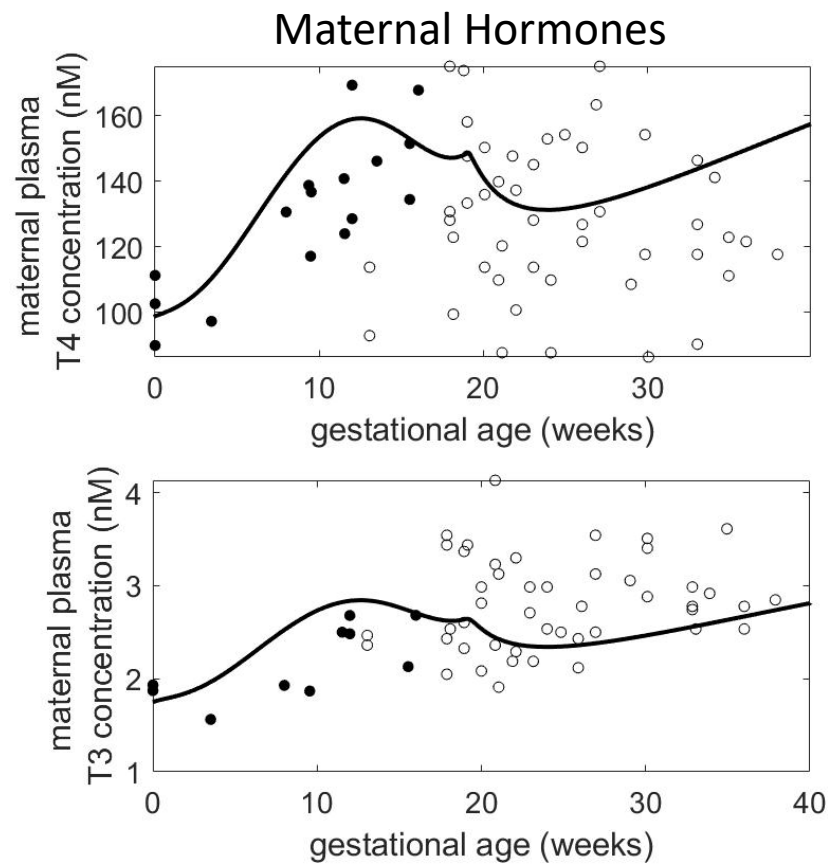 Maternal Hormones
maternal plasma
T4 concentration (nM)
160
140
120
100
0
10
20
30
gestational age (weeks)
maternal plasma
T3 concentration (nM)
4
3
2
1
0
10
20
30
40
gestational age (weeks)